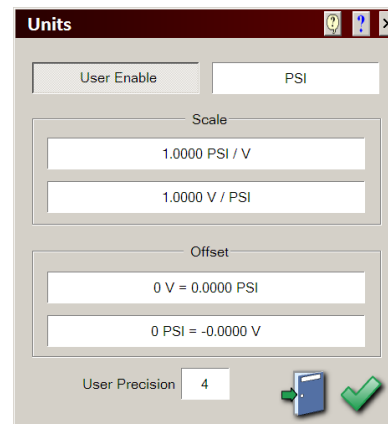 Units
User Enable
PSI
Scale
1.0000 PSI / V
1.0000 V / PSI
Offset
0 V = 0.0000 PSI
0 PSI = -0.0000 V
User Precision 4